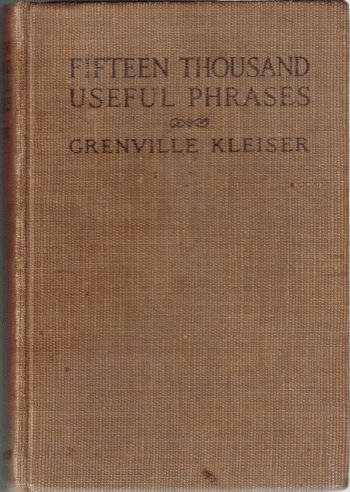 FIFTEEN THOUSAND
USEFUL PHRASES
GRENVILLE KLEISER